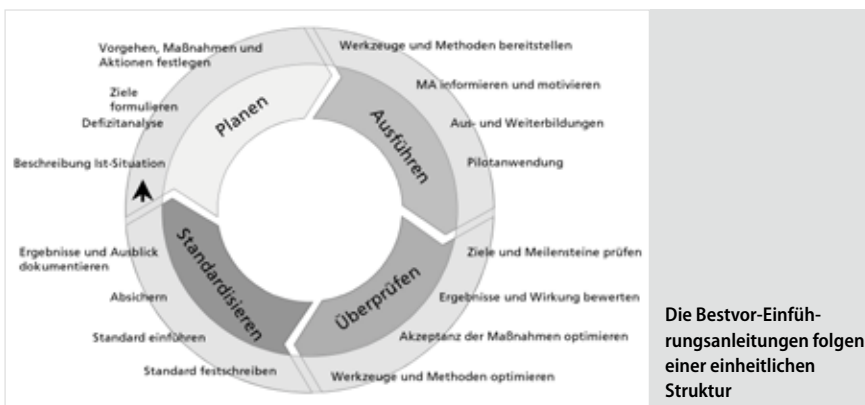 Vorgehen, Maßnahmen und
Aktionen festlegen
Ziele
formulieren
Defizitanalyse
Beschreibung Ist-Situation
Planen
Werkzeuge und Methoden bereitstellen
MA informieren und motivieren
Aus- und Weiterbildungen
Pilotanwendung
Ausführen
Ziele und Meilensteine prüfen
Ergebnisse und Wirkung bewerten
Akzeptanz der Maßnahmen optimieren
Werkzeuge und Methoden optimieren
Überprüfen
Ergebnisse und Ausblick
dokumentieren
Absichern
Standard einführen
Standard festschreiben
Standardisieren
Die Bestvor-Einfüh-
rungsanleitungen folgen
einer einheitlichen
Struktur